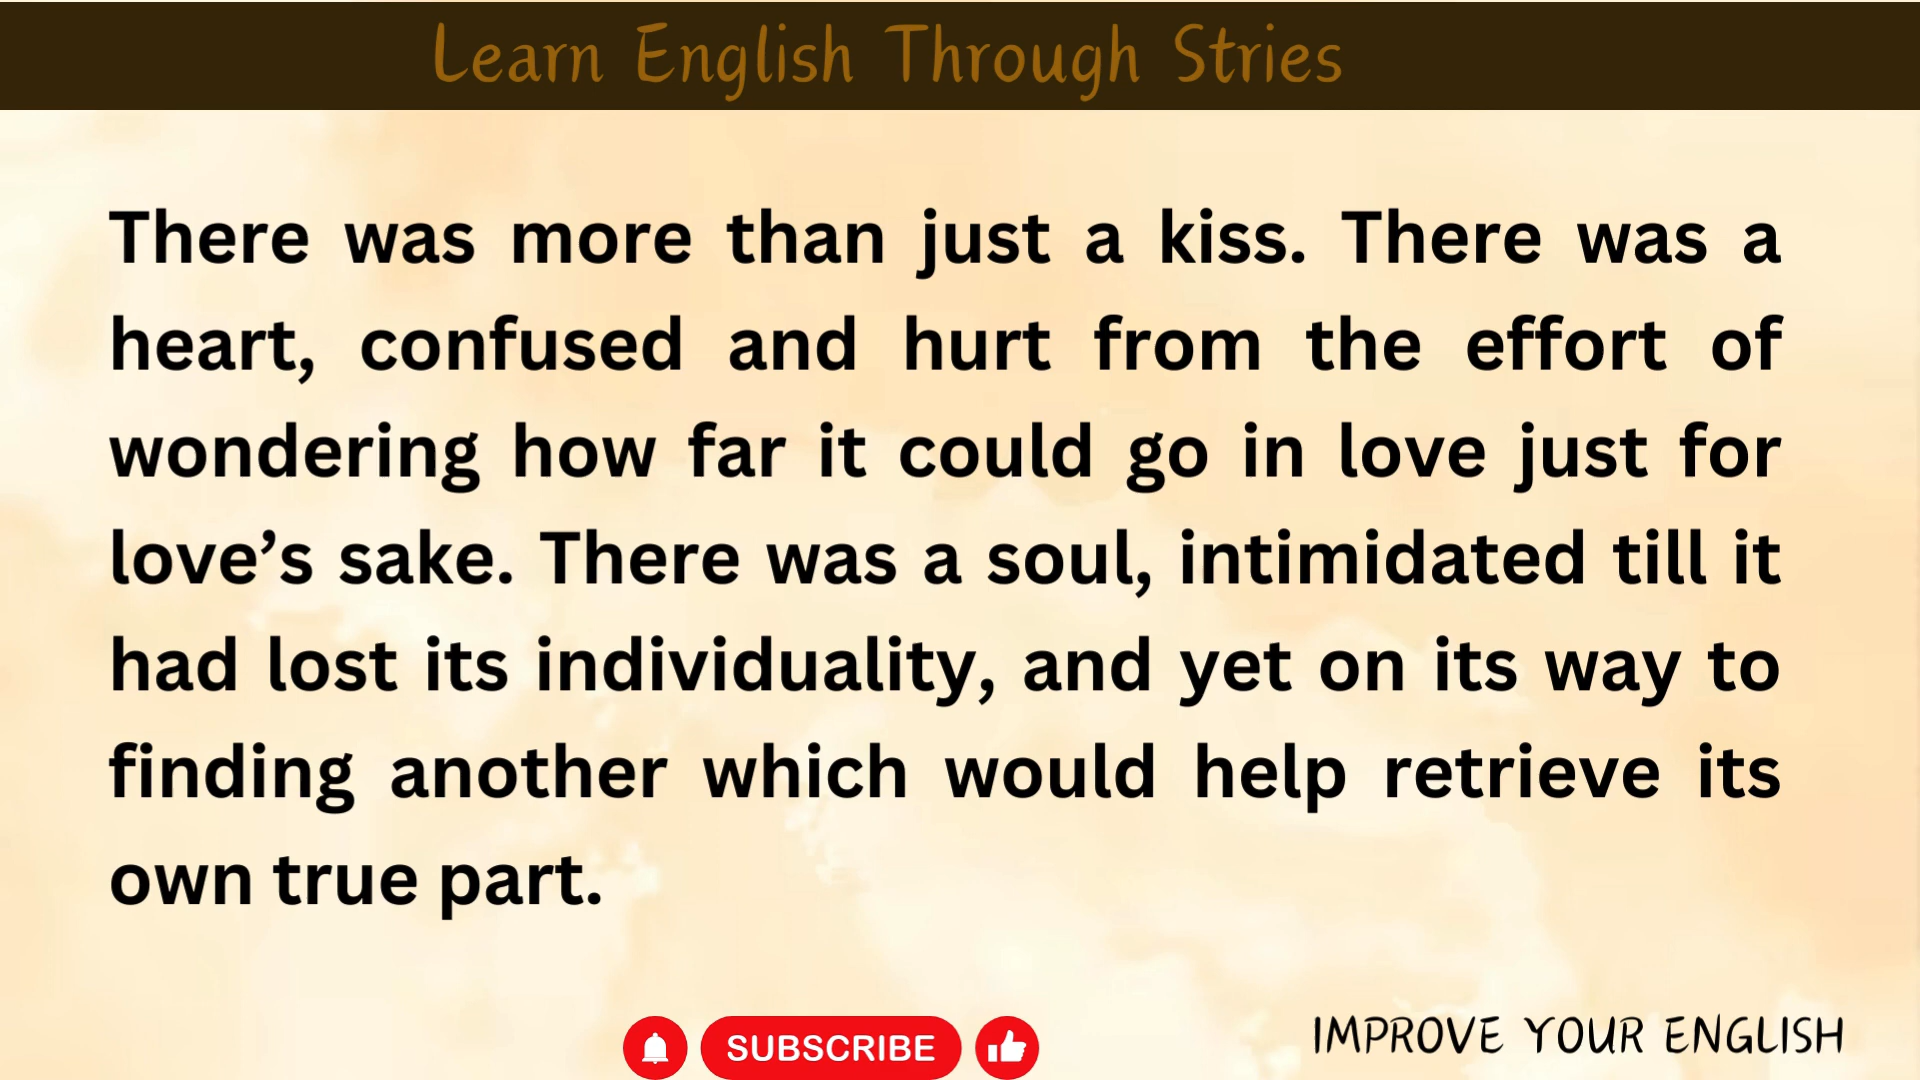 Learn English Through Stries
There was more than just a kiss. There was a
heart, confused and hurt from the effort of
wondering how far it could go in love just for
love’s sake. There was a soul, intimidated till it
had lost its individuality, and yet on its way to
finding another which would help retrieve its
own true part.
SUBSCRIBE
IMPROVE YOUR ENGLISH